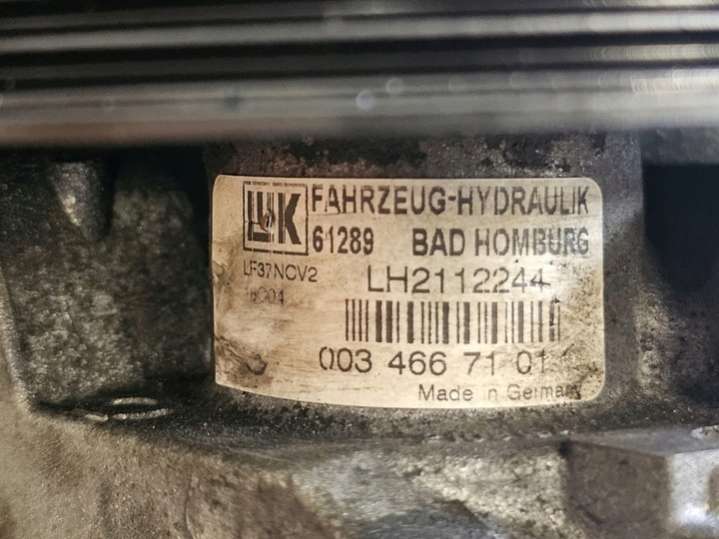 LUK FAHRZEUG-HYDRAULIK
61289 BAD HOMBURG
LF37NCV2 LH2112244
003 466 71 01
Made in Germany